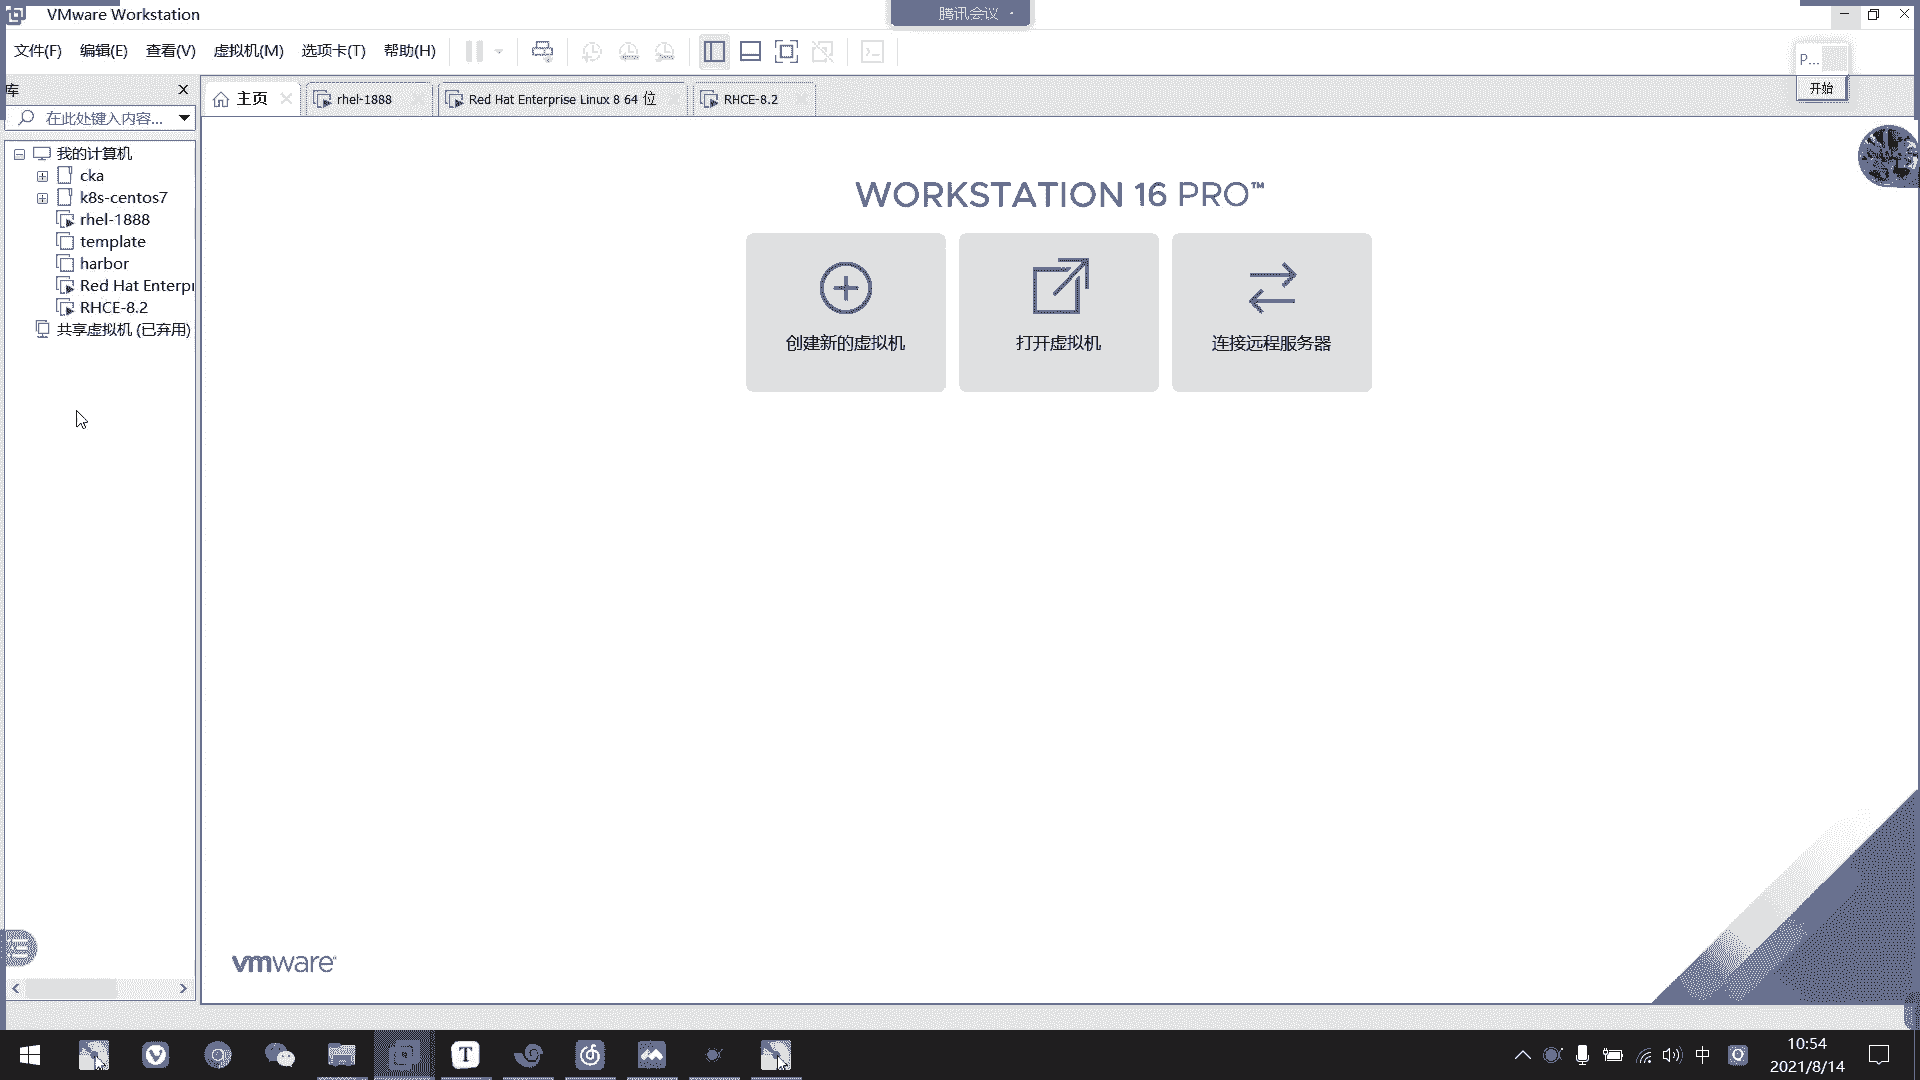 VMware Workstation
腾讯会议
文件(F) 编辑(E) 查看(V) 虚拟机(M) 选项卡(T) 帮助(H)
P...
开始
库
主页
rhel-1888
Red Hat Enterprise Linux 8 64 位
RHCE-8.2
在此处键入内容...
我的计算机
cka
k8s-centos7
rhel-1888
template
harbor
Red Hat Enterpr
RHCE-8.2
共享虚拟机 (已弃用)
WORKSTATION 16 PRO™
创建新的虚拟机
打开虚拟机
连接远程服务器
vmware
T
中
10:54
2021/8/14